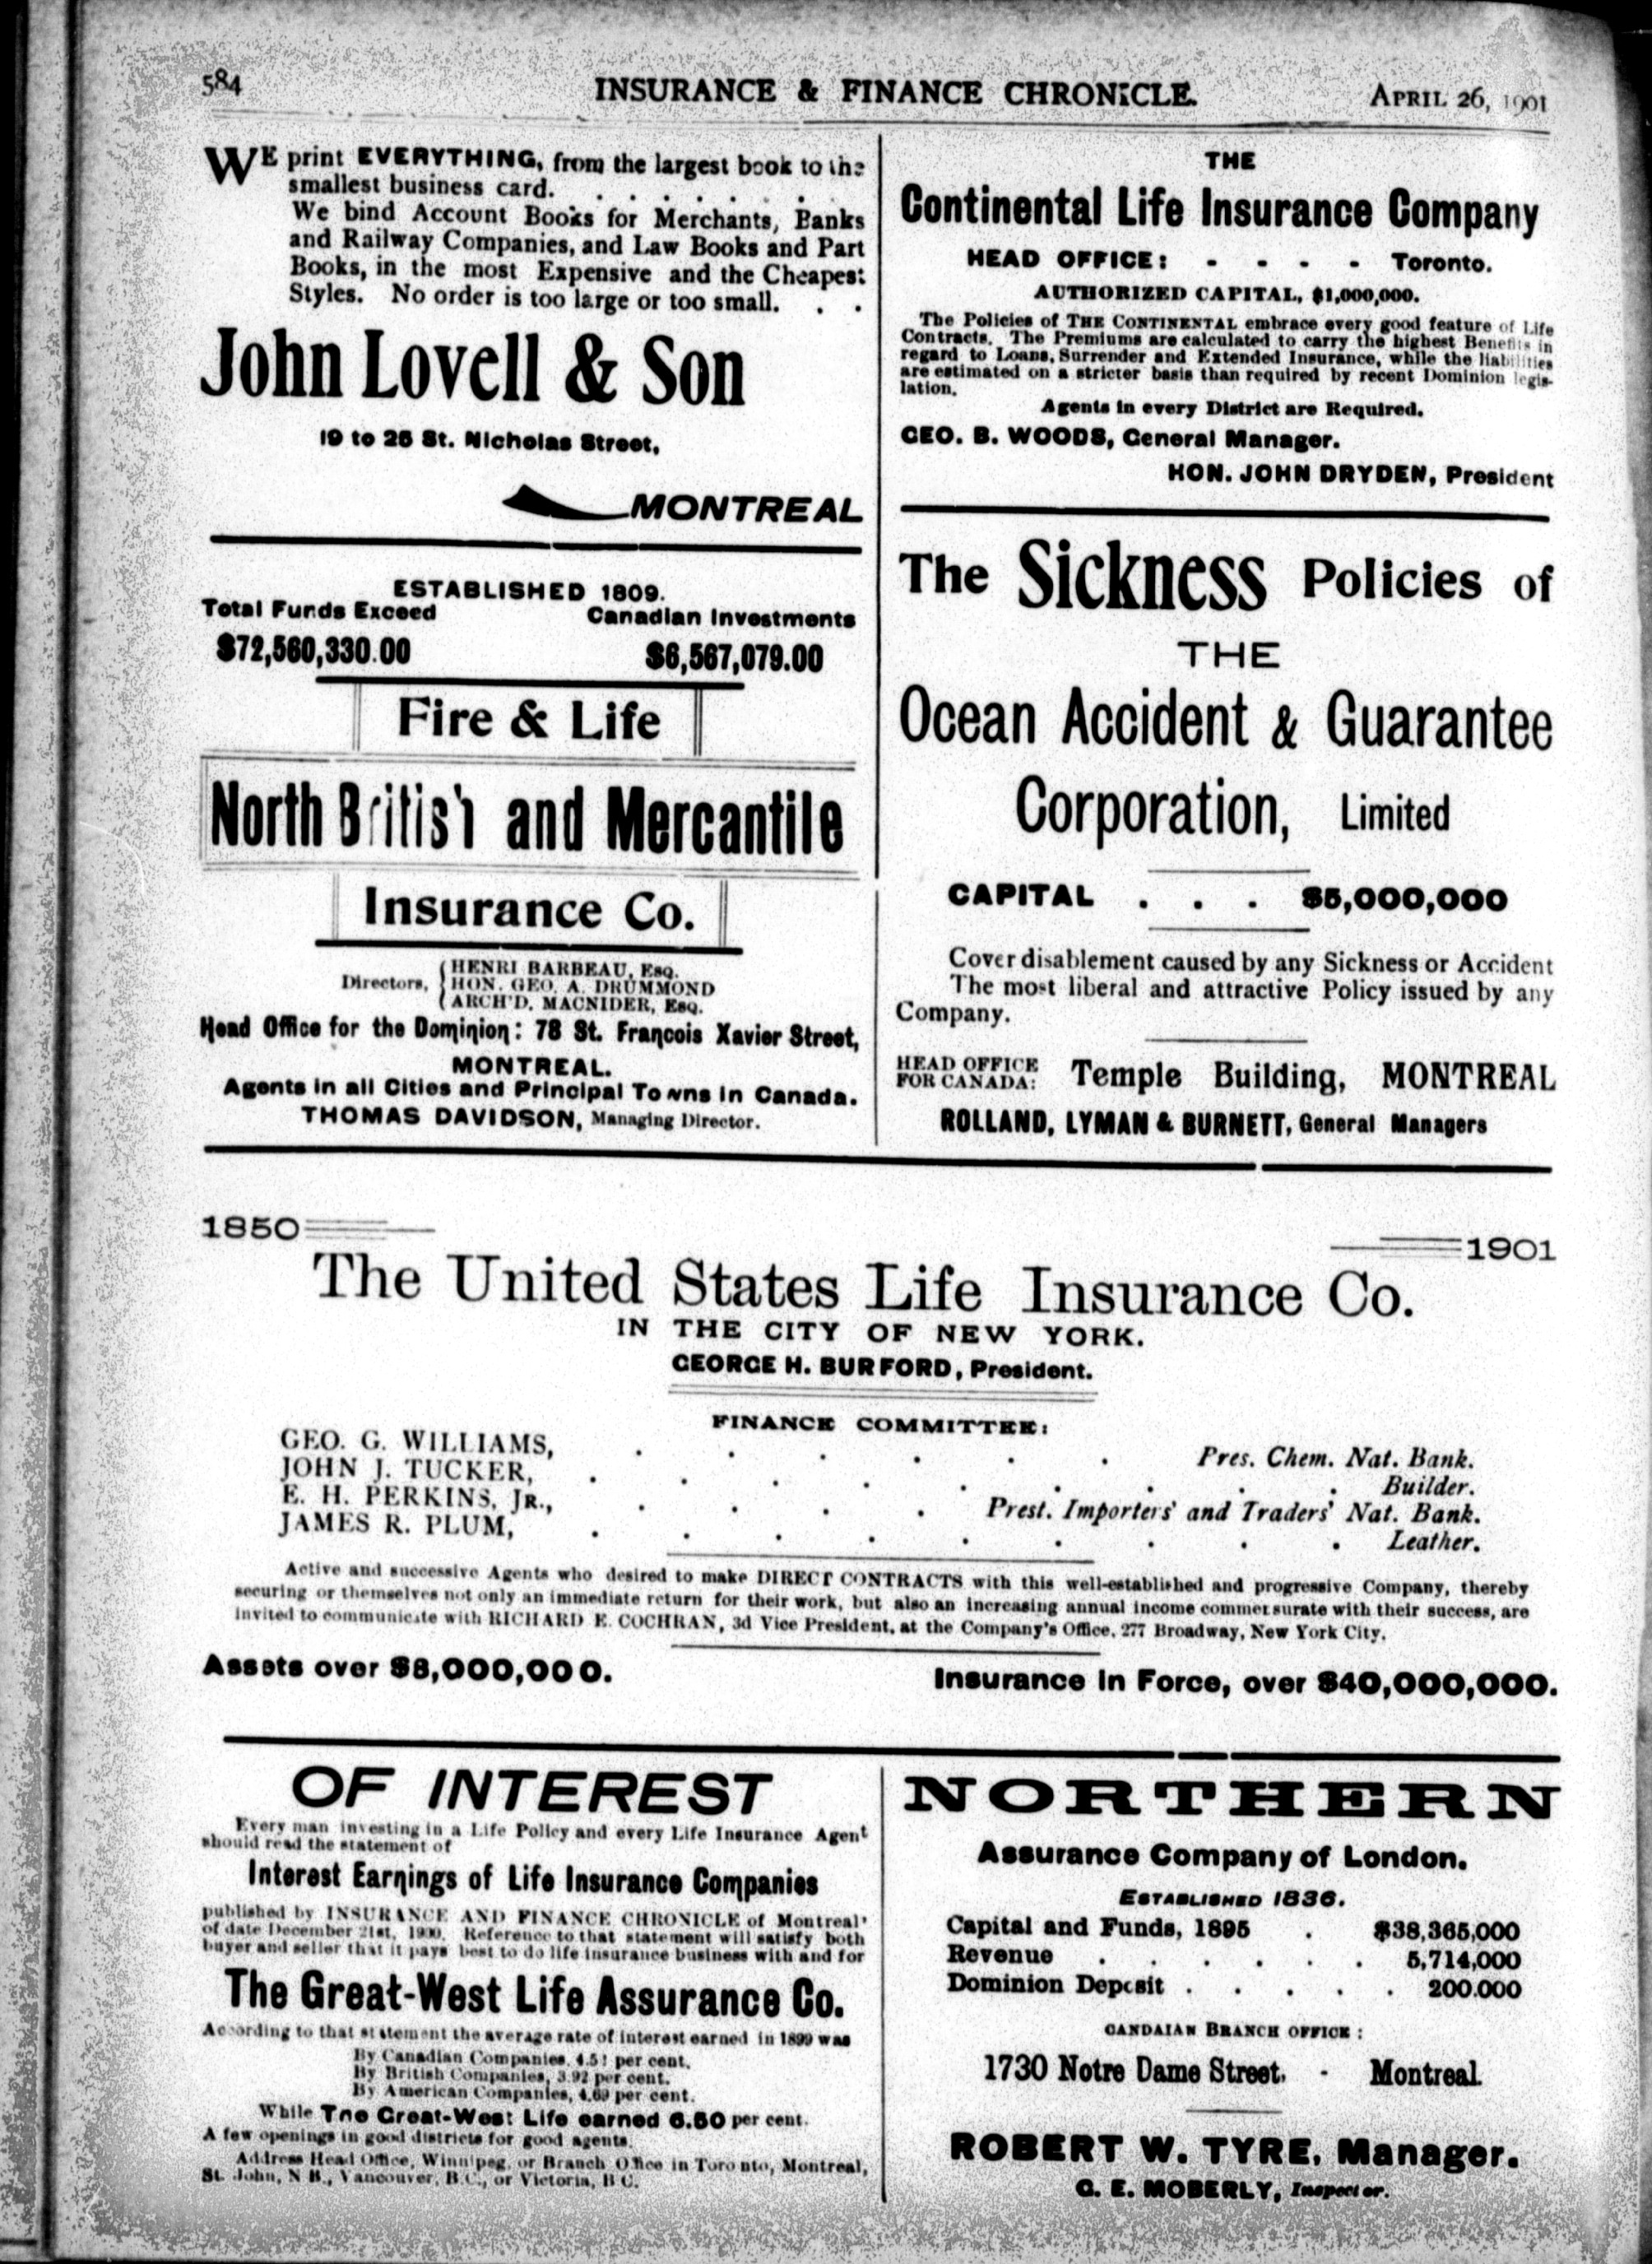 584
INSURANCE & FINANCE CHRONICLE.
APRIL 26, 1901
WE print EVERYTHING, from the largest book to the
smallest business card. . . . . . .
We bind Account Books for Merchants, Banks
and Railway Companies, and Law Books and Part
Books, in the most Expensive and the Cheapest
Styles. No order is too large or too small. . .
John Lovell & Son
19 to 25 St. Nicholas Street,
MONTREAL
ESTABLISHED 1809.
Total Funds Exceed
Canadian Investments
$72,560,330.00
$6,567,079.00
Fire & Life
North British and Mercantile
Insurance Co.
Directors,
HENRI BARBEAU, Esq.
HON. GEO. A. DRUMMOND
ARCH'D. MACNIDER, Esq.
Head Office for the Dominion: 78 St. François Xavier Street,
MONTREAL.
Agents in all Cities and Principal Towns in Canada.
THOMAS DAVIDSON, Managing Director.
THE
Continental Life Insurance Company
HEAD OFFICE: - - - - Toronto.
AUTHORIZED CAPITAL, $1,000,000.
The Policies of THE CONTINENTAL embrace every good feature of Life
Contracts. The Premiums are calculated to carry the highest Benefits in
regard to Loans, Surrender and Extended Insurance, while the liabilities
are estimated on a stricter basis than required by recent Dominion legis-
lation.
Agents in every District are Required.
GEO. B. WOODS, General Manager.
HON. JOHN DRYDEN, President
The Sickness Policies of
THE
Ocean Accident & Guarantee
Corporation, Limited
CAPITAL . . . $5,000,000
Cover disablement caused by any Sickness or Accident
The most liberal and attractive Policy issued by any
Company.
HEAD OFFICE
FOR CANADA:
Temple Building, MONTREAL
ROLLAND, LYMAN & BURNETT, General Managers
1850
1901
The United States Life Insurance Co.
IN THE CITY OF NEW YORK.
GEORGE H. BURFORD, President.
FINANCE COMMITTEE:
GEO. G. WILLIAMS, . . . . . . Pres. Chem. Nat. Bank.
JOHN J. TUCKER, . . . . . . . . . Builder.
E. H. PERKINS, JR., . . . . Prest. Importers' and Traders' Nat. Bank.
JAMES R. PLUM, . . . . . . . . . Leather.
Active and successive Agents who desired to make DIRECT CONTRACTS with this well-established and progressive Company, thereby
securing or themselves not only an immediate return for their work, but also an increasing annual income commensurate with their success, are
invited to communicate with RICHARD E. COCHRAN, 3d Vice President, at the Company's Office, 277 Broadway, New York City.
Assets over $8,000,000.
Insurance in Force, over $40,000,000.
OF INTEREST
Every man investing in a Life Policy and every Life Insurance Agent
should read the statement of
Interest Earnings of Life Insurance Companies
published by INSURANCE AND FINANCE CHRONICLE of Montreal'
of date December 21st, 1900. Reference to that statement will satisfy both
buyer and seller that it pays best to do life insurance business with and for
The Great-West Life Assurance Co.
According to that statement the average rate of interest earned in 1899 was
By Canadian Companies, 4.51 per cent.
By British Companies, 3.92 per cent.
By American Companies, 4.69 per cent.
While The Great-West Life earned 6.50 per cent.
A few openings in good districts for good agents.
Address Head Office, Winnipeg, or Branch Office in Toronto, Montreal,
St. John, N B., Vancouver, B.C., or Victoria, B C.
NORTHERN
Assurance Company of London.
ESTABLISHED 1836.
Capital and Funds, 1895 . $38,365,000
Revenue . . . . . . 5,714,000
Dominion Deposit . . . . . 200.000
CANDAIAN BRANCH OFFICE :
1730 Notre Dame Street, - Montreal.
ROBERT W. TYRE, Manager.
G. E. MOBERLY, Inspector.